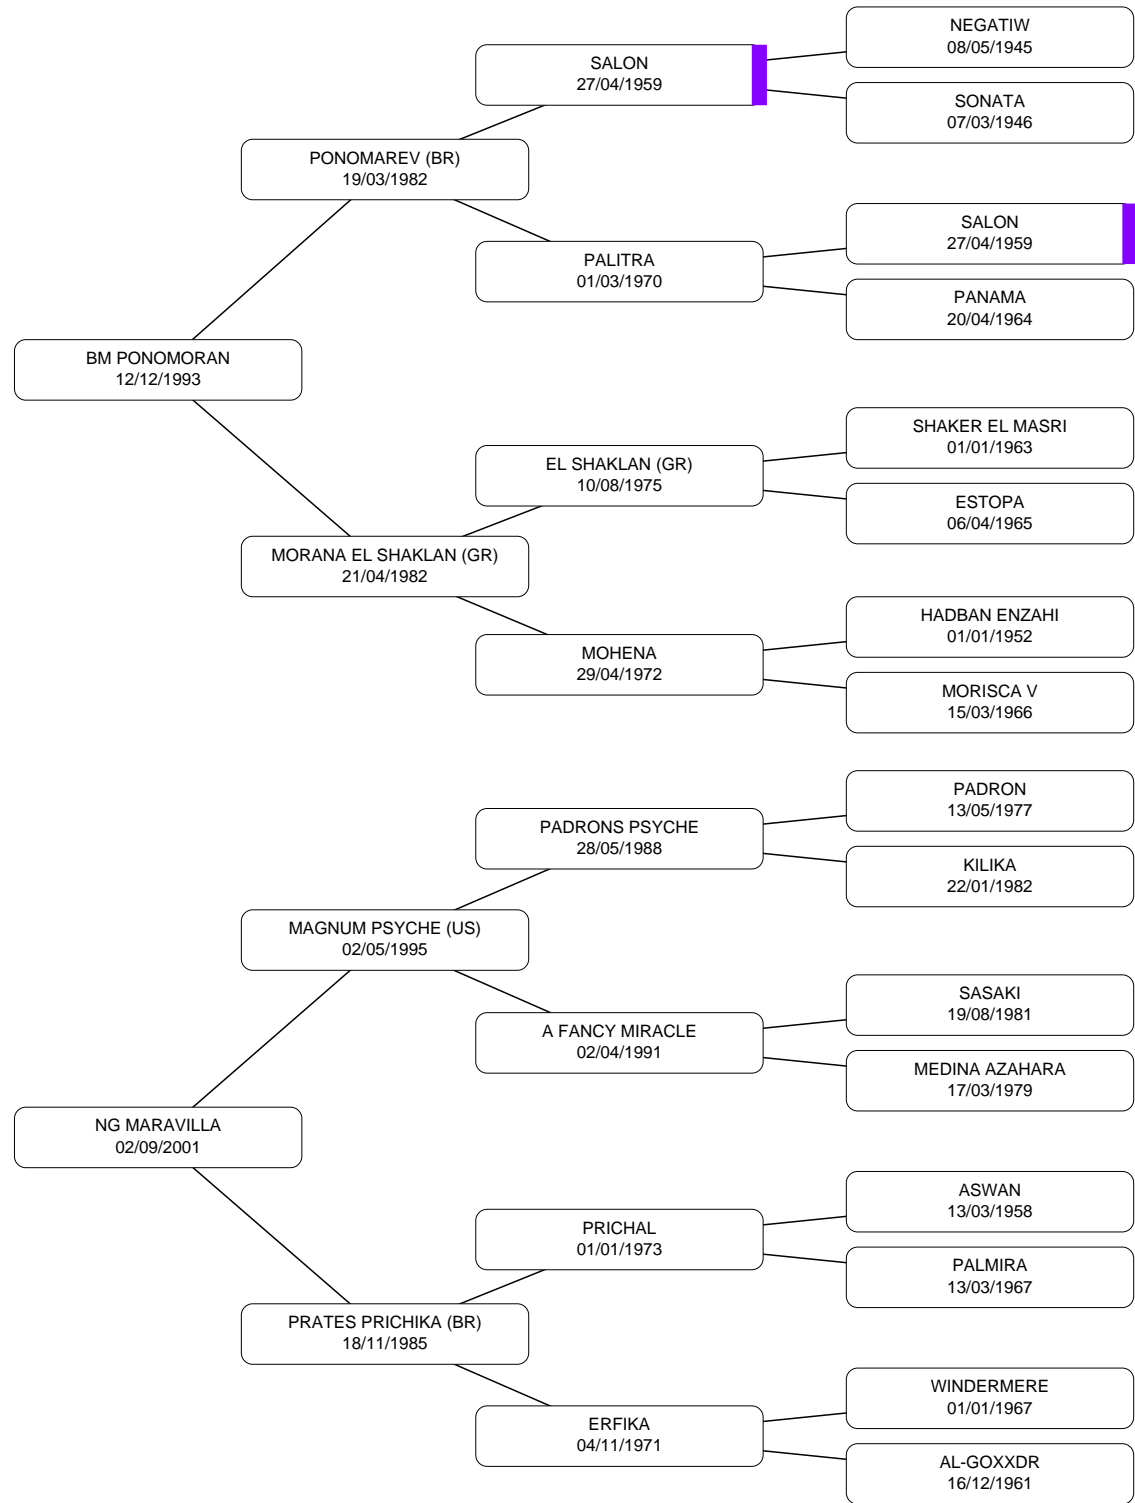 NEGATIW
08/05/1945
SALON
27/04/1959
SONATA
07/03/1946
PONOMAREV (BR)
19/03/1982
SALON
27/04/1959
PALITRA
01/03/1970
PANAMA
20/04/1964
BM PONOMORAN
12/12/1993
SHAKER EL MASRI
01/01/1963
EL SHAKLAN (GR)
10/08/1975
ESTOPA
06/04/1965
MORANA EL SHAKLAN (GR)
21/04/1982
HADBAN ENZAHI
01/01/1952
MOHENA
29/04/1972
MORISCA V
15/03/1966
PADRON
13/05/1977
PADRONS PSYCHE
28/05/1988
KILIKA
22/01/1982
MAGNUM PSYCHE (US)
02/05/1995
SASAKI
19/08/1981
A FANCY MIRACLE
02/04/1991
MEDINA AZAHARA
17/03/1979
NG MARAVILLA
02/09/2001
ASWAN
13/03/1958
PRICHAL
01/01/1973
PALMIRA
13/03/1967
PRATES PRICHIKA (BR)
18/11/1985
WINDERMERE
01/01/1967
ERFIKA
04/11/1971
AL-GOXXDR
16/12/1961